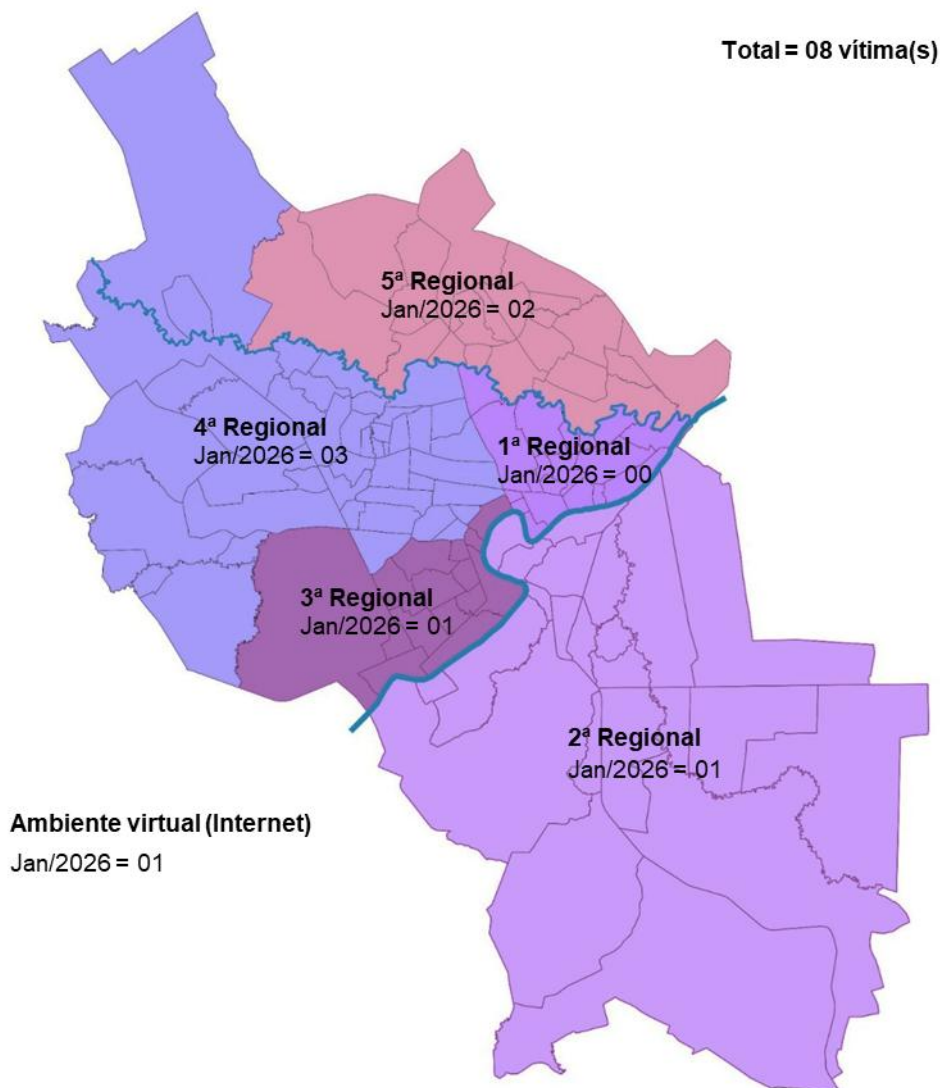 Total = 08 vítima(s)
5ª Regional
Jan/2026 = 02
4ª Regional
Jan/2026 = 03
1ª Regional
Jan/2026 = 00
3ª Regional
Jan/2026 = 01
2ª Regional
Jan/2026 = 01
Ambiente virtual (Internet)
Jan/2026 = 01